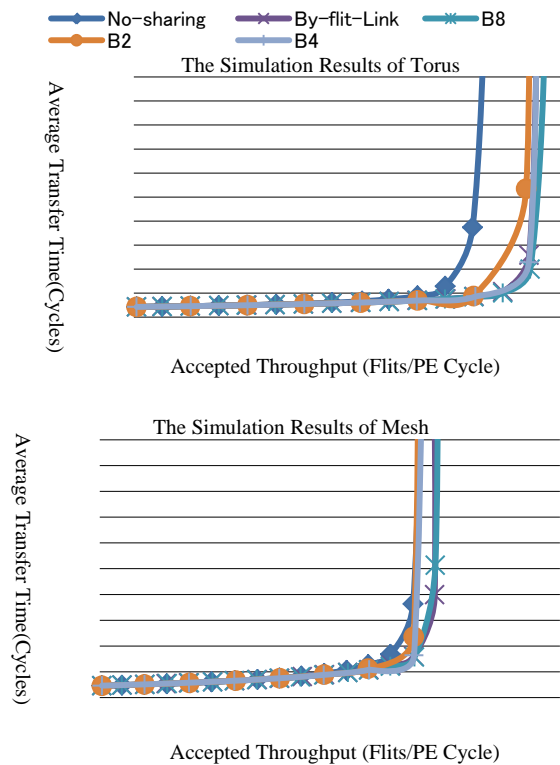 No-sharing By-flit-Link B8
B2 B4
The Simulation Results of Torus
Average Transfer Time(Cycles)
Accepted Throughput (Flits/PE Cycle)
The Simulation Results of Mesh
Average Transfer Time(Cycles)
Accepted Throughput (Flits/PE Cycle)